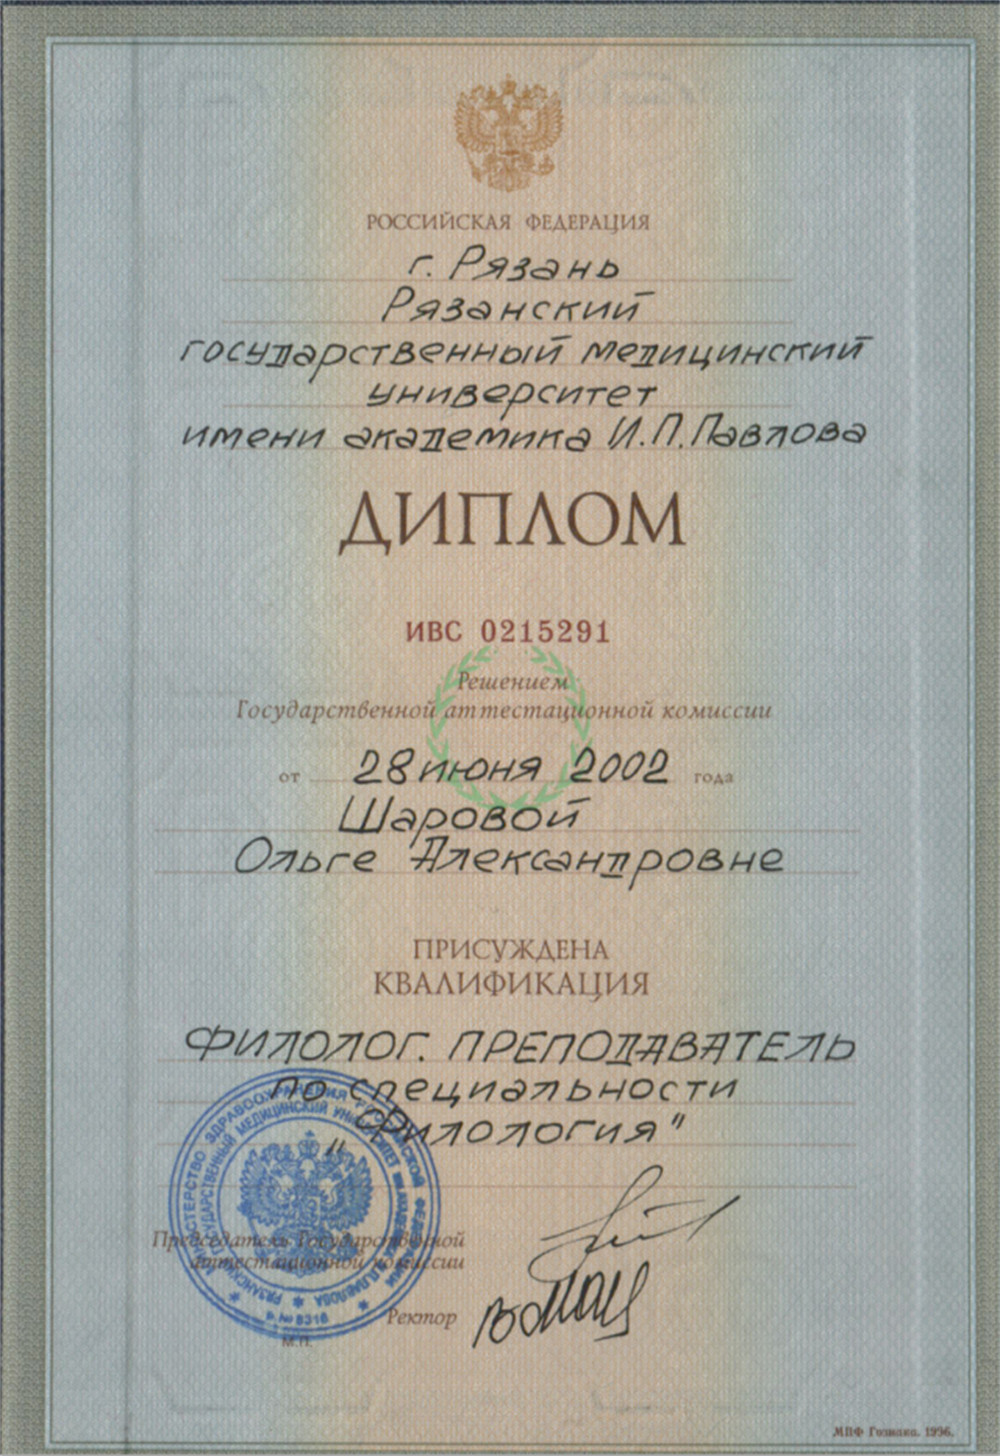 РОССИЙСКАЯ ФЕДЕРАЦИЯ
г. Рязань
Рязанский
государственный медицинский
университет
имени академика И.П.Павлова
ДИПЛОМ
ИВС 0215291
Решением
Государственной аттестационной комиссии
от 28 июня 2002 года
Шаровой
Ольге Александровне
ПРИСУЖДЕНА
КВАЛИФИКАЦИЯ
ФИЛОЛОГ. ПРЕПОДАВАТЕЛЬ
по специальности
„Филология"
Председатель Государственной
аттестационной комиссии
Ректор
М.П.
МПФ Гознака. 1996.